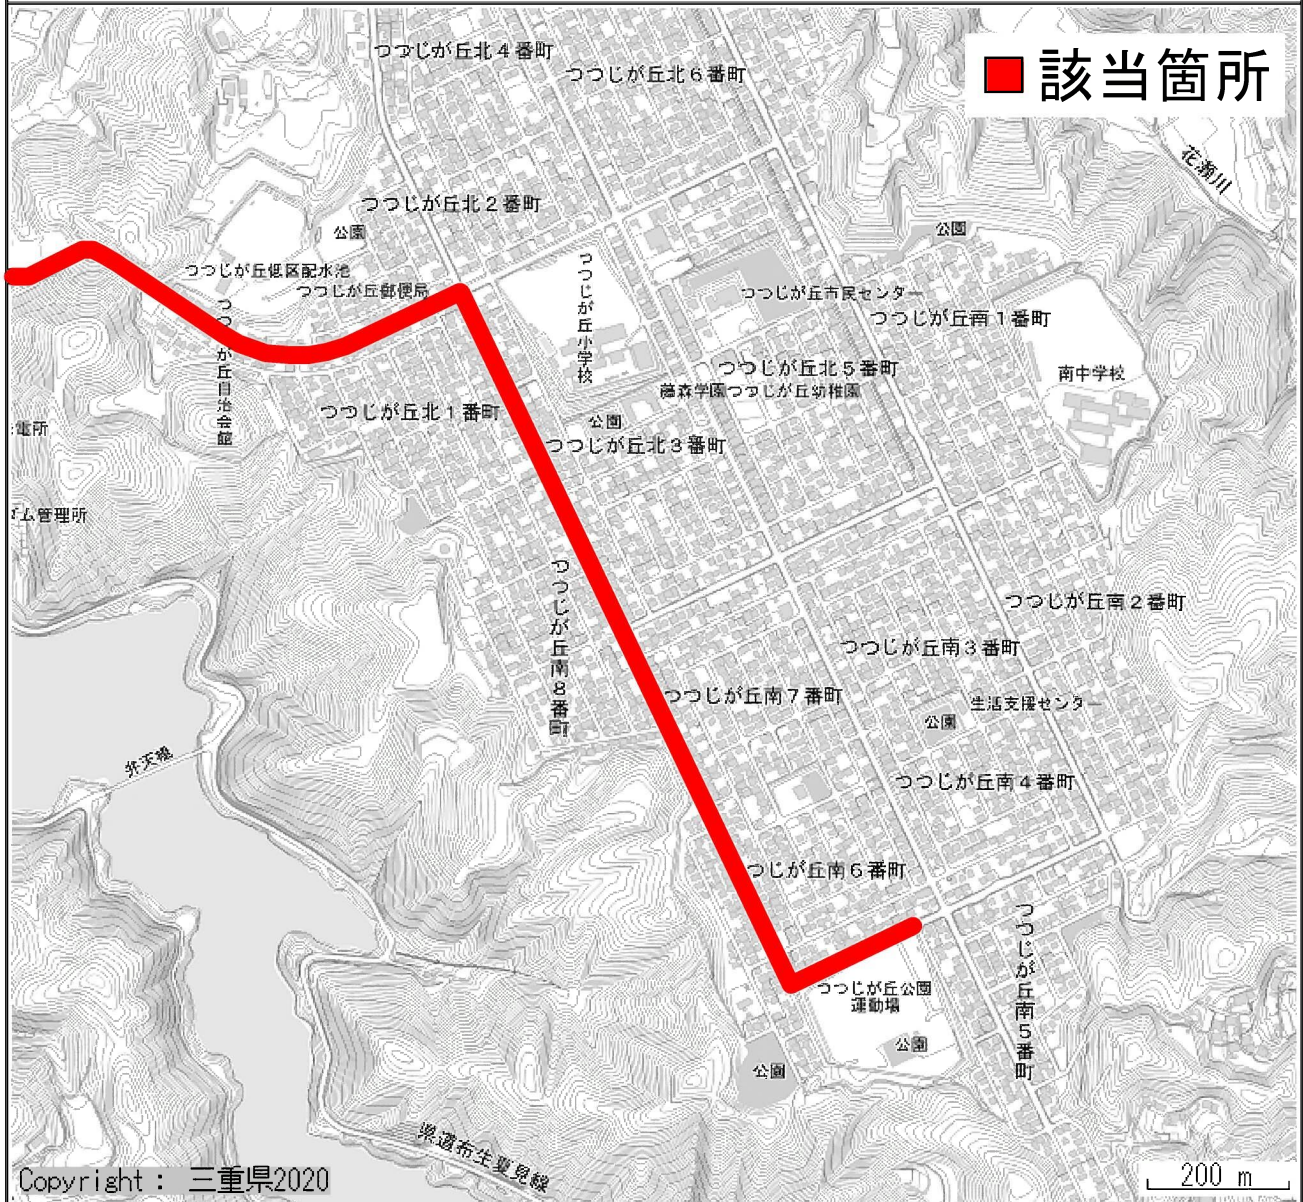 つつじが丘北４番町
つつじが丘北６番町
該当箇所
花瀬川
つつじが丘北２番町
公園
公園
つつじが丘低区配水池
つつじが丘郵便局
つつじが丘小学校
つつじが丘市民センター
つつじが丘南１番町
が丘自治会館
つつじが丘北５番町
藤森学園つつじが丘幼稚園
南中学校
つつじが丘北１番町
公園
つつじが丘北３番町
電所
ム管理所
つつじが丘南８番町
つつじが丘南２番町
つつじが丘南３番町
つつじが丘南７番町
生活支援センター
公園
弁天橋
つつじが丘南４番町
つじが丘南６番町
つつじが丘南５番町
つつじが丘公園
運動場
公園
公園
県道布生夏見線
Copyright： 三重県2020
200 m